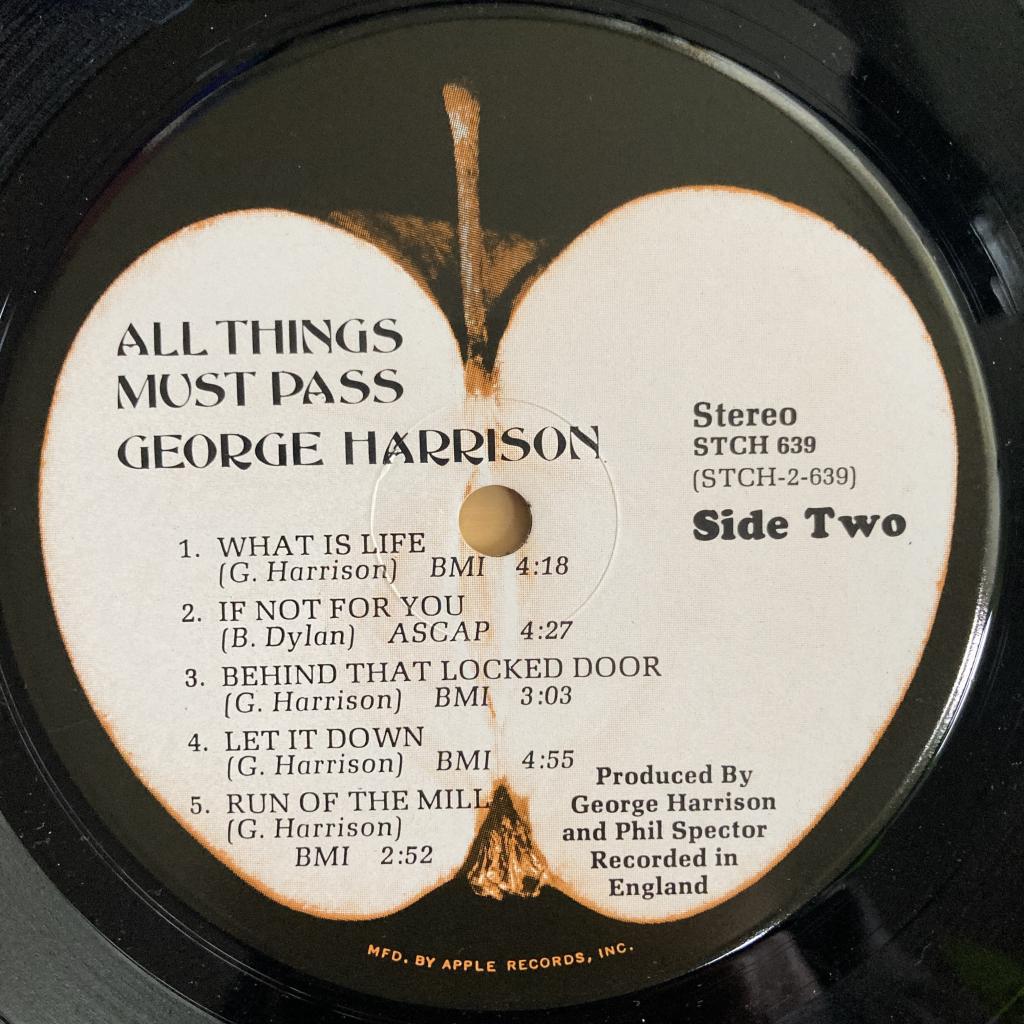 ALL THINGS
MUST PASS
GEORGE HARRISON
Stereo
STCH 639
(STCH-2-639)
Side Two
1. WHAT IS LIFE
(G. Harrison) BMI 4:18
2. IF NOT FOR YOU
(B. Dylan) ASCAP 4:27
3. BEHIND THAT LOCKED DOOR
(G. Harrison) BMI 3:03
4. LET IT DOWN
(G. Harrison) BMI 4:55
5. RUN OF THE MILL
(G. Harrison)
BMI 2:52
Produced By
George Harrison
and Phil Spector
Recorded in
England
MFD. BY APPLE RECORDS, INC.